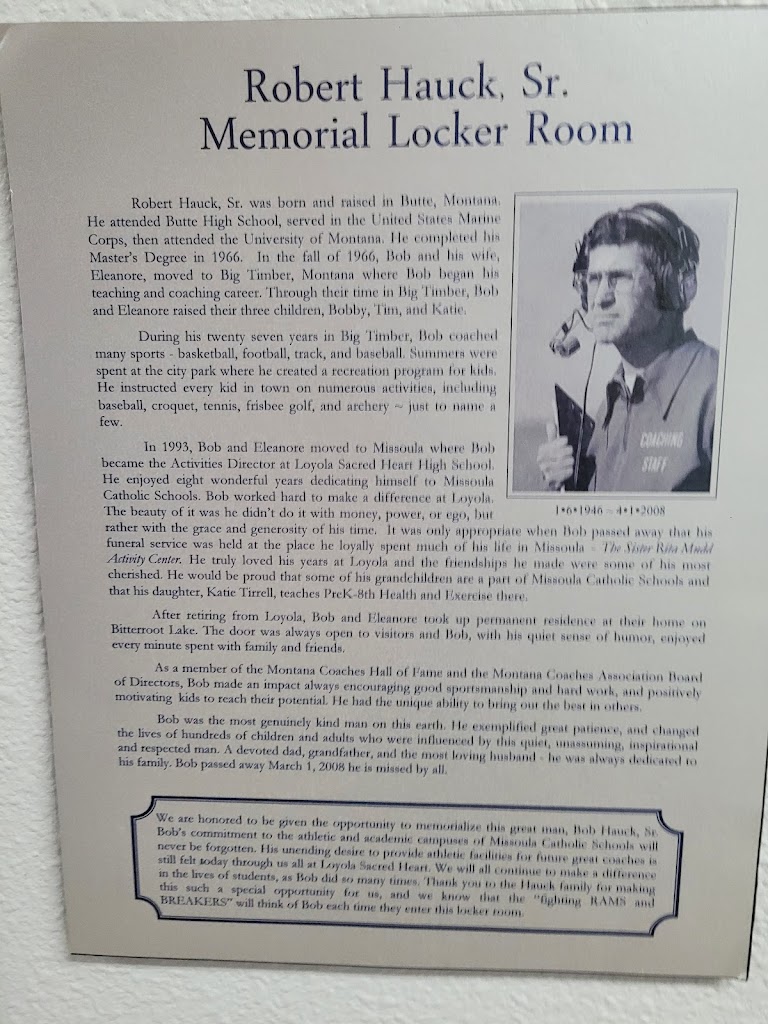 Robert Hauck, Sr.
Memorial Locker Room
Robert Hauck, Sr. was born and raised in Butte, Montana.
He attended Butte High School, served in the United States Marine
Corps, then attended the University of Montana. He completed his
Master's Degree in 1966. In the fall of 1966, Bob and his wife,
Eleanore, moved to Big Timber, Montana where Bob began his
teaching and coaching career. Through their time in Big Timber, Bob
and Eleanore raised their three children, Bobby, Tim, and Katie.
During his twenty seven years in Big Timber, Bob coached
many sports - basketball, football, track, and baseball. Summers were
spent at the city park where he created a recreation program for kids.
He instructed every kid in town on numerous activities, including
baseball, croquet, tennis, frisbee golf, and archery ~ just to name a
few.
In 1993, Bob and Eleanore moved to Missoula where Bob
became the Activities Director at Loyola Sacred Heart High School.
He enjoyed eight wonderful years dedicating himself to Missoula
Catholic Schools. Bob worked hard to make a difference at Loyola.
The beauty of it was he didn't do it with money, power, or ego, but
rather with the grace and generosity of his time. It was only appropriate when Bob passed away that his
funeral service was held at the place he loyally spent much of his life in Missoula - The Sister Rita Mudd
Activity Center. He truly loved his years at Loyola and the friendships he made were some of his most
cherished. He would be proud that some of his grandchildren are a part of Missoula Catholic Schools and
that his daughter, Katie Tirrell, teaches PreK-8th Health and Exercise there.
COACHING
STAFF
1•6•1946 ~ 4•1•2008
After retiring from Loyola, Bob and Eleanore took up permanent residence at their home on
Bitterroot Lake. The door was always open to visitors and Bob, with his quiet sense of humor, enjoyed
every minute spent with family and friends.
As a member of the Montana Coaches Hall of Fame and the Montana Coaches Association Board
of Directors, Bob made an impact always encouraging good sportsmanship and hard work, and positively
motivating kids to reach their potential. He had the unique ability to bring out the best in others.
Bob was the most genuinely kind man on this earth. He exemplified great patience, and changed
the lives of hundreds of children and adults who were influenced by this quiet, unassuming, inspirational
and respected man. A devoted dad, grandfather, and the most loving husband - he was always dedicated to
his family. Bob passed away March 1, 2008 he is missed by all.
We are honored to be given the opportunity to memorialize this great man, Bob Hauck, Sr.
Bob's commitment to the athletic and academic campuses of Missoula Catholic Schools will
never be forgotten. His unending desire to provide athletic facilities for future great coaches is
still felt today through us all at Loyola Sacred Heart. We will all continue to make a difference
in the lives of students, as Bob did so many times. Thank you to the Hauck family for making
this such a special opportunity for us, and we know that the "fighting RAMS and
BREAKERS" will think of Bob each time they enter this locker room.